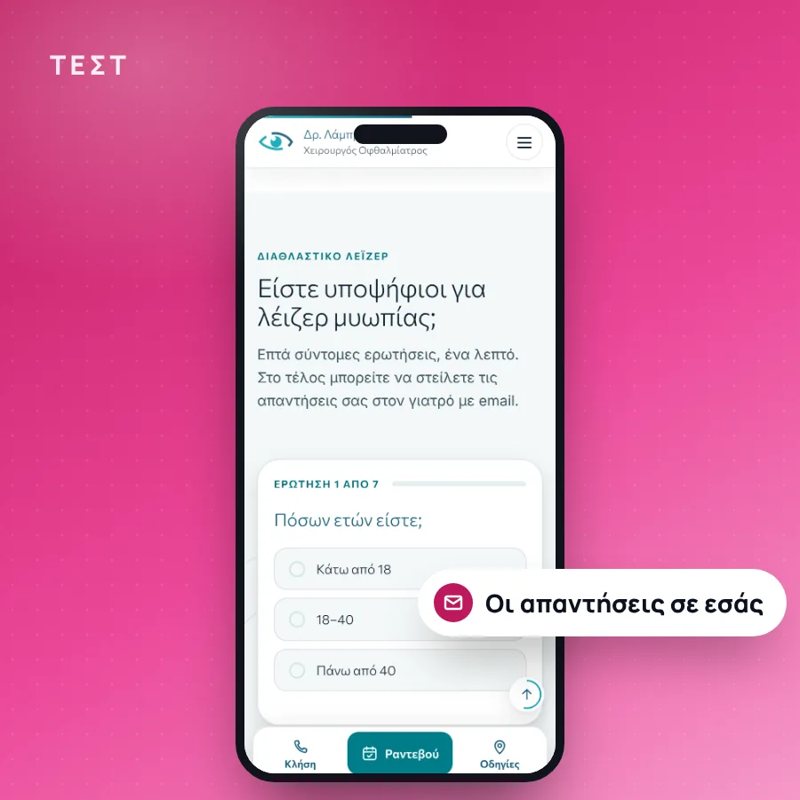 ΤΕΣΤ
Δρ. Λάμπ
Χειρουργός Οφθαλμίατρος
ΔΙΑΘΛΑΣΤΙΚΟ ΛΕΪΖΕΡ
Είστε υποψήφιοι για
λέιζερ μυωπίας;
Επτά σύντομες ερωτήσεις, ένα λεπτό.
Στο τέλος μπορείτε να στείλετε τις
απαντήσεις σας στον γιατρό με email.
ΕΡΩΤΗΣΗ 1 ΑΠΟ 7
Πόσων ετών είστε;
Κάτω από 18
18–40
Οι απαντήσεις σε εσάς
Πάνω από 40
Κλήση
Ραντεβού
Οδηγίες